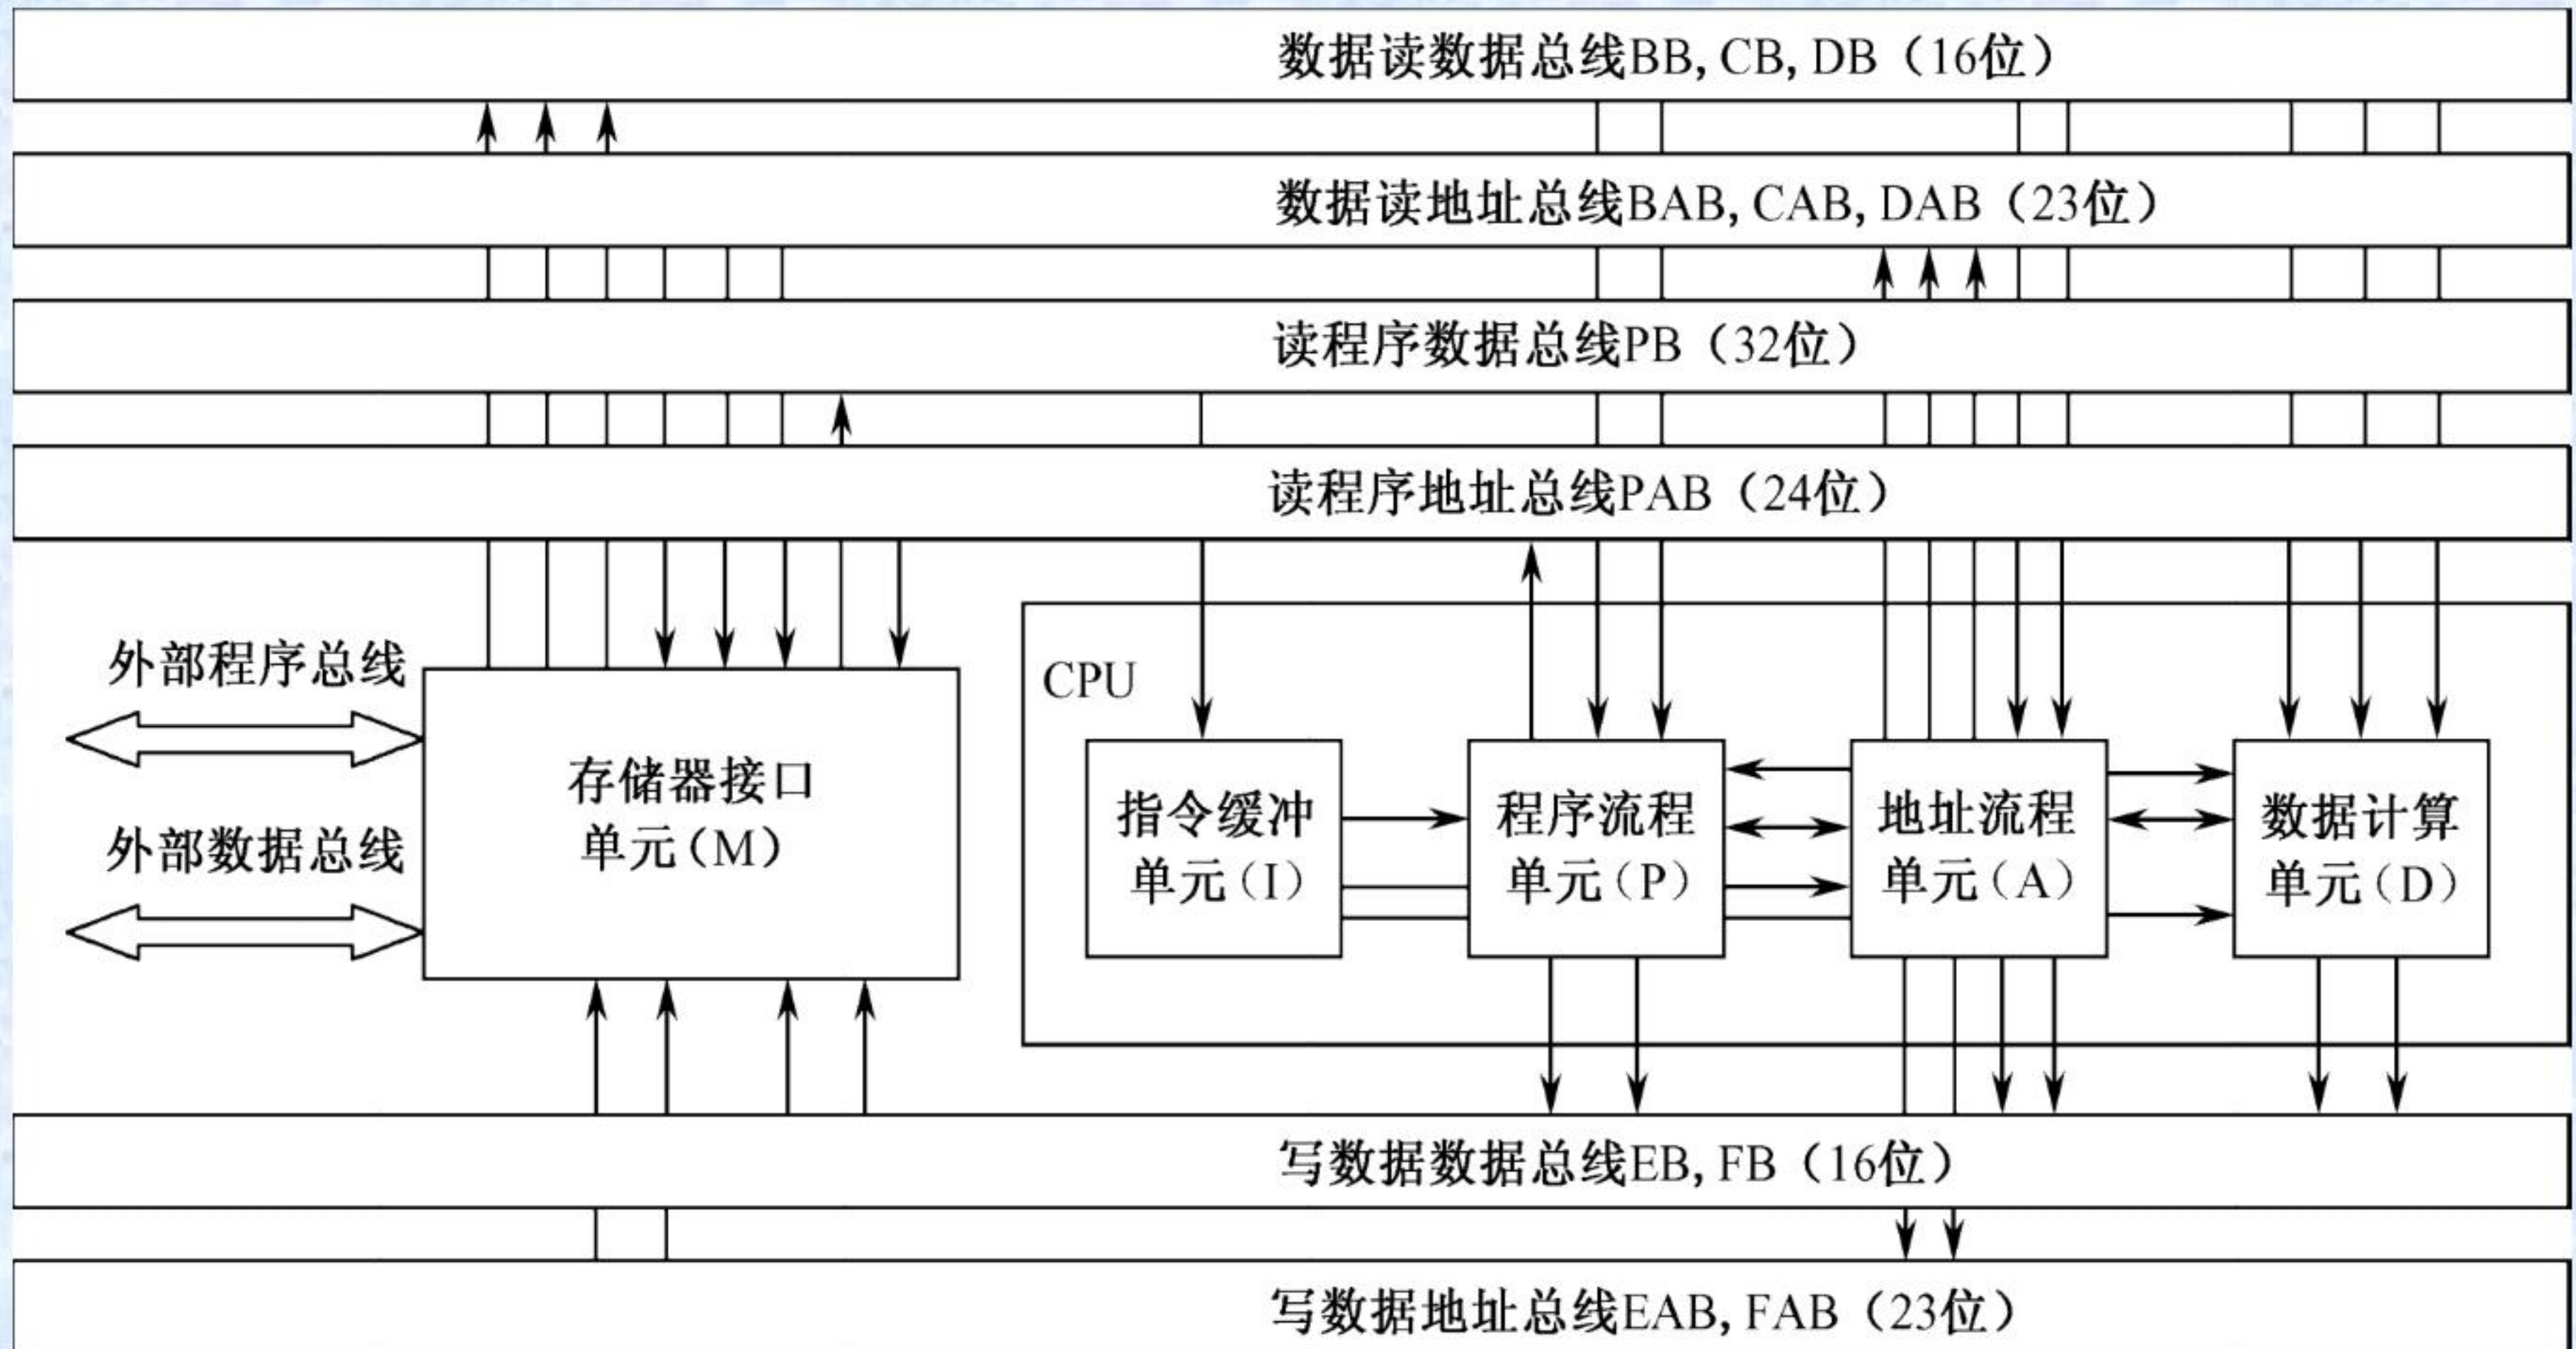 数据读数据总线BB, CB, DB（16位）
数据读地址总线BAB, CAB, DAB（23位）
读程序数据总线PB（32位）
读程序地址总线PAB（24位）
外部程序总线
外部数据总线
存储器接口
单元(M)
CPU
指令缓冲
单元(I)
程序流程
单元(P)
地址流程
单元(A)
数据计算
单元(D)
写数据数据总线EB, FB（16位）
写数据地址总线EAB, FAB（23位）